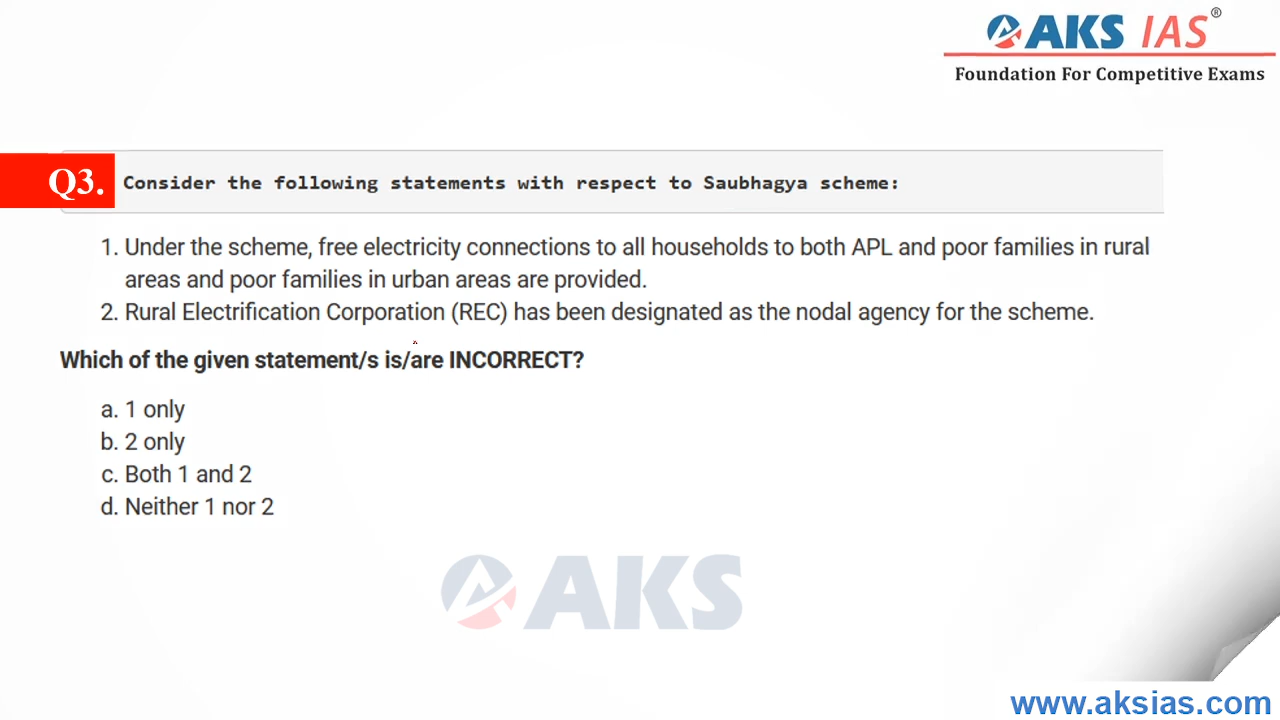 AKS IAS®
Foundation For Competitive Exams
Q3. Consider the following statements with respect to Saubhagya scheme:
1. Under the scheme, free electricity connections to all households to both APL and poor families in rural
areas and poor families in urban areas are provided.
2. Rural Electrification Corporation (REC) has been designated as the nodal agency for the scheme.
Which of the given statement/s is/are INCORRECT?
a. 1 only
b. 2 only
c. Both 1 and 2
d. Neither 1 nor 2
AKS
www.aksias.com